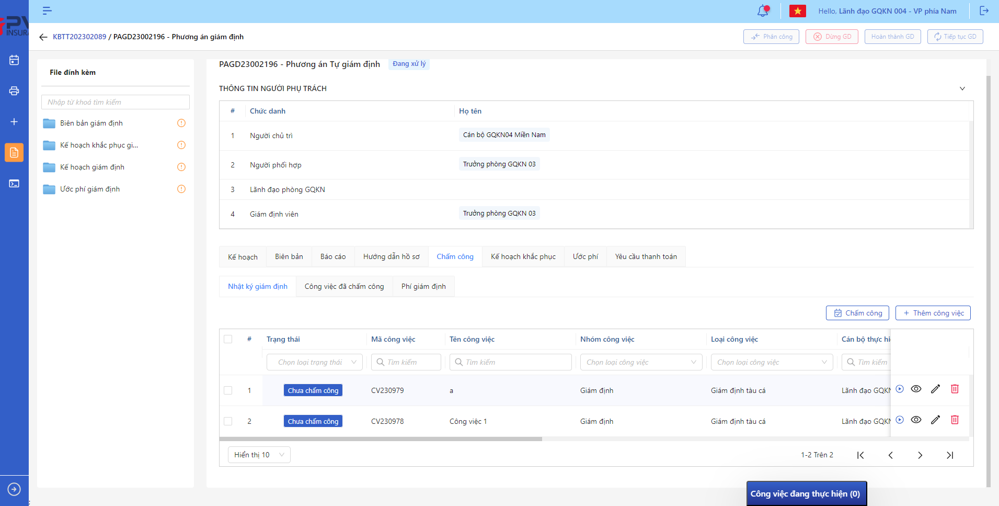 Hello, Lãnh đạo GQKN 004 - VP phía Nam
INSURA
KBTT202302089 / PAGD23002196 - Phương án giám định
Phân công
Dừng GD
Hoàn thành GD
Tiếp tục GD
File đính kèm
Nhập từ khoá tìm kiếm
Biên bản giám định
Kế hoạch khắc phục gi...
Kế hoạch giám định
Ước phí giám định
PAGD23002196 - Phương án Tự giám định
Đang xử lý
THÔNG TIN NGƯỜI PHỤ TRÁCH
# Chức danh Họ tên
1 Người chủ trì Cán bộ GQKN04 Miền Nam
2 Người phối hợp Trưởng phòng GQKN 03
3 Lãnh đạo phòng GQKN
4 Giám định viên Trưởng phòng GQKN 03
Kế hoạch Biên bản Báo cáo Hướng dẫn hồ sơ Chấm công Kế hoạch khắc phục Ước phí Yêu cầu thanh toán
Nhật ký giám định Công việc đã chấm công Phí giám định
Chấm công + Thêm công việc
# Trạng thái Mã công việc Tên công việc Nhóm công việc Loại công việc Cán bộ thực hi
Chọn loại trạng thái Tìm kiếm Tìm kiếm Chọn loại công việc Chọn loại công việc Tìm kiếm
1 Chưa chấm công CV230979 a Giám định Giám định tàu cá Lãnh đạo GQKN
2 Chưa chấm công CV230978 Công việc 1 Giám định Giám định tàu cá Lãnh đạo GQKN
Hiển thị 10
1-2 Trên 2
Công việc đang thực hiện (0)